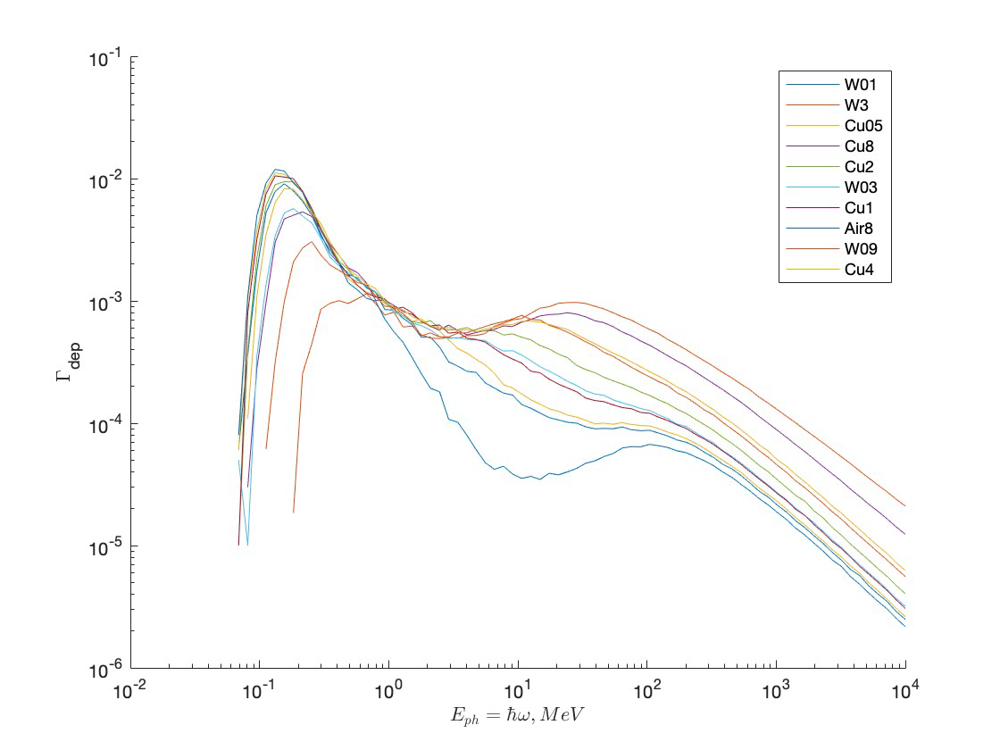 10^-1
10^-2
10^-3
10^-4
10^-5
10^-6
Γ_dep
10^-2
10^-1
10^0
10^1
10^2
10^3
10^4
E_ph = ħω, MeV
W01
W3
Cu05
Cu8
Cu2
W03
Cu1
Air8
W09
Cu4